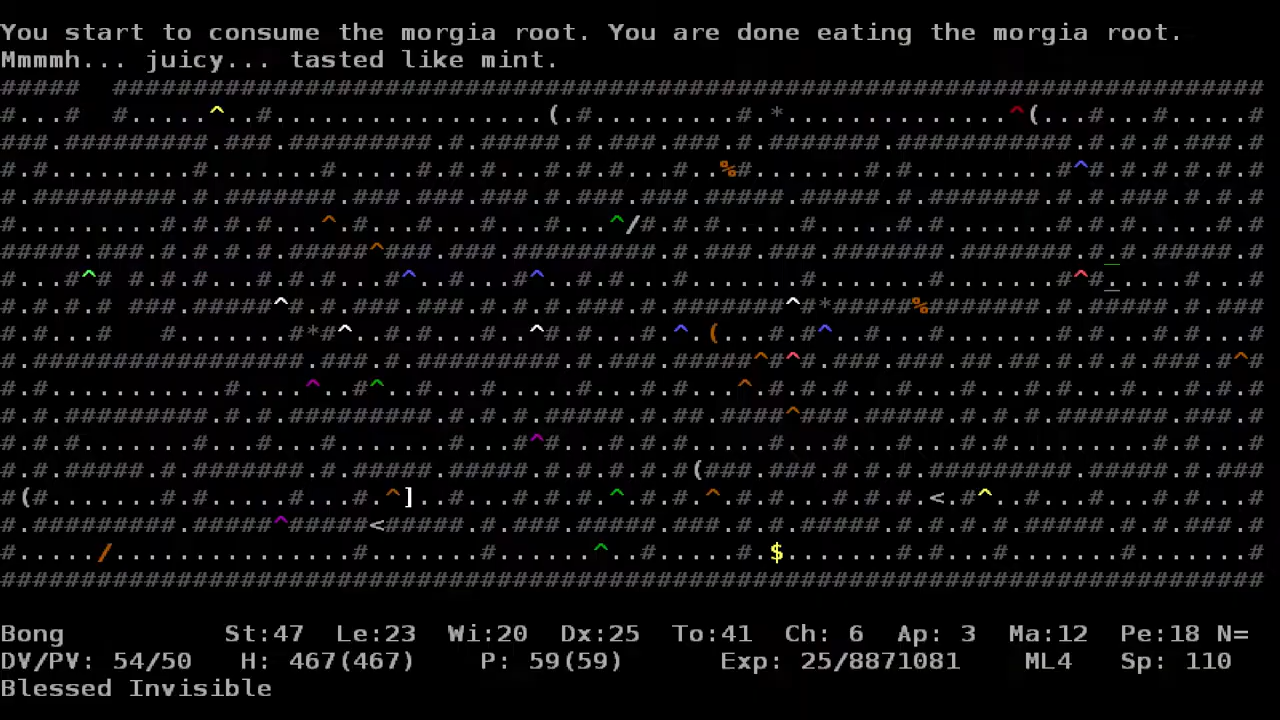 You start to consume the morgia root. You are done eating the morgia root.
Mmmmh... juicy... tasted like mint.
Bong St:47 Le:23 Wi:20 Dx:25 To:41 Ch: 6 Ap: 3 Ma:12 Pe:18 N=
DV/PV: 54/50 H: 467(467) P: 59(59) Exp: 25/8871081 ML4 Sp: 110
Blessed Invisible